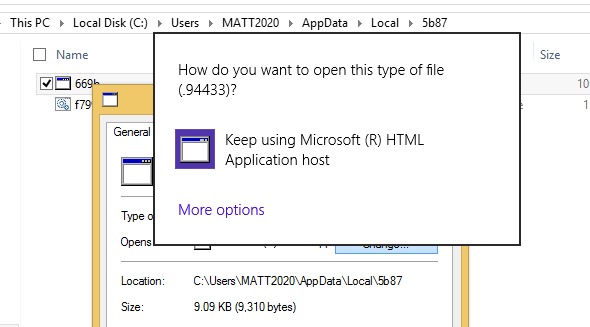 This PC
Local Disk (C:)
Users
MATT2020
AppData
Local
5b87
Name
Size
How do you want to open this type of file
(.94433)?
669b
10
f79
1
General
Keep using Microsoft (R) HTML
Application host
More options
Type o
Opens
Change...
Location:
C:\Users\MATT2020\AppData\Local\5b87
Size:
9.09 KB (9,310 bytes)